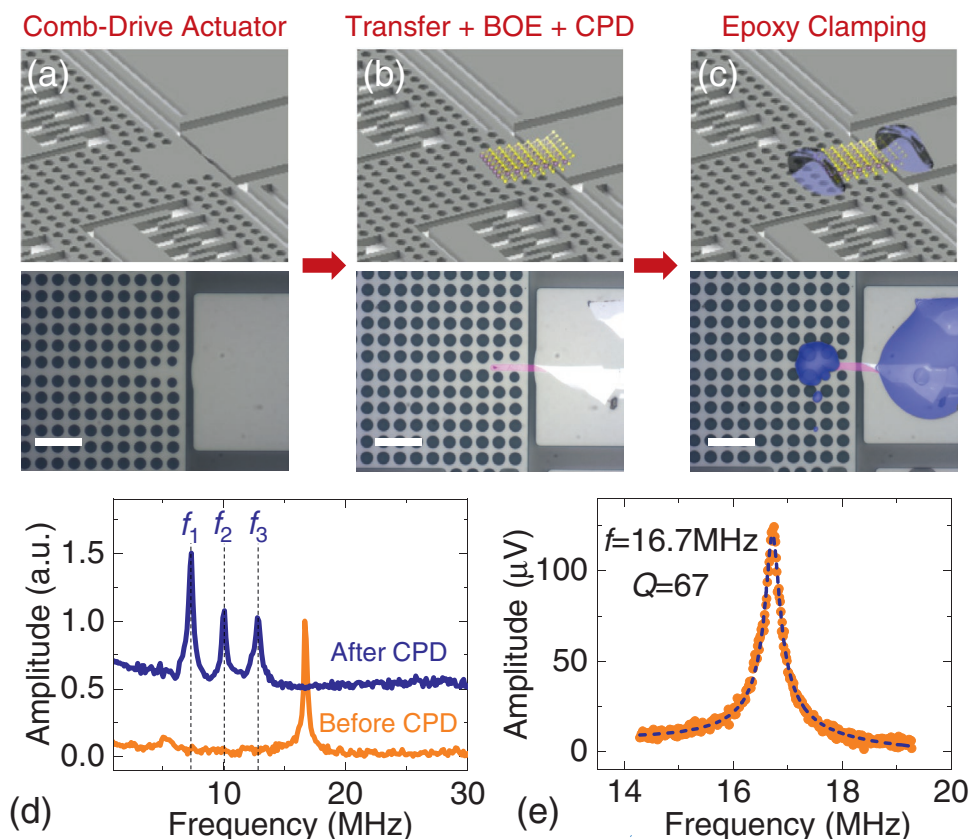 Comb-Drive Actuator
Transfer + BOE + CPD
Epoxy Clamping
(a)
(b)
(c)
f1
f2
f3
1.5
1.0
0.5
0.0
Amplitude (a.u.)
After CPD
Before CPD
10
20
30
Frequency (MHz)
(d)
f=16.7MHz
Q=67
100
50
0
Amplitude (μV)
14
16
18
20
Frequency (MHz)
(e)